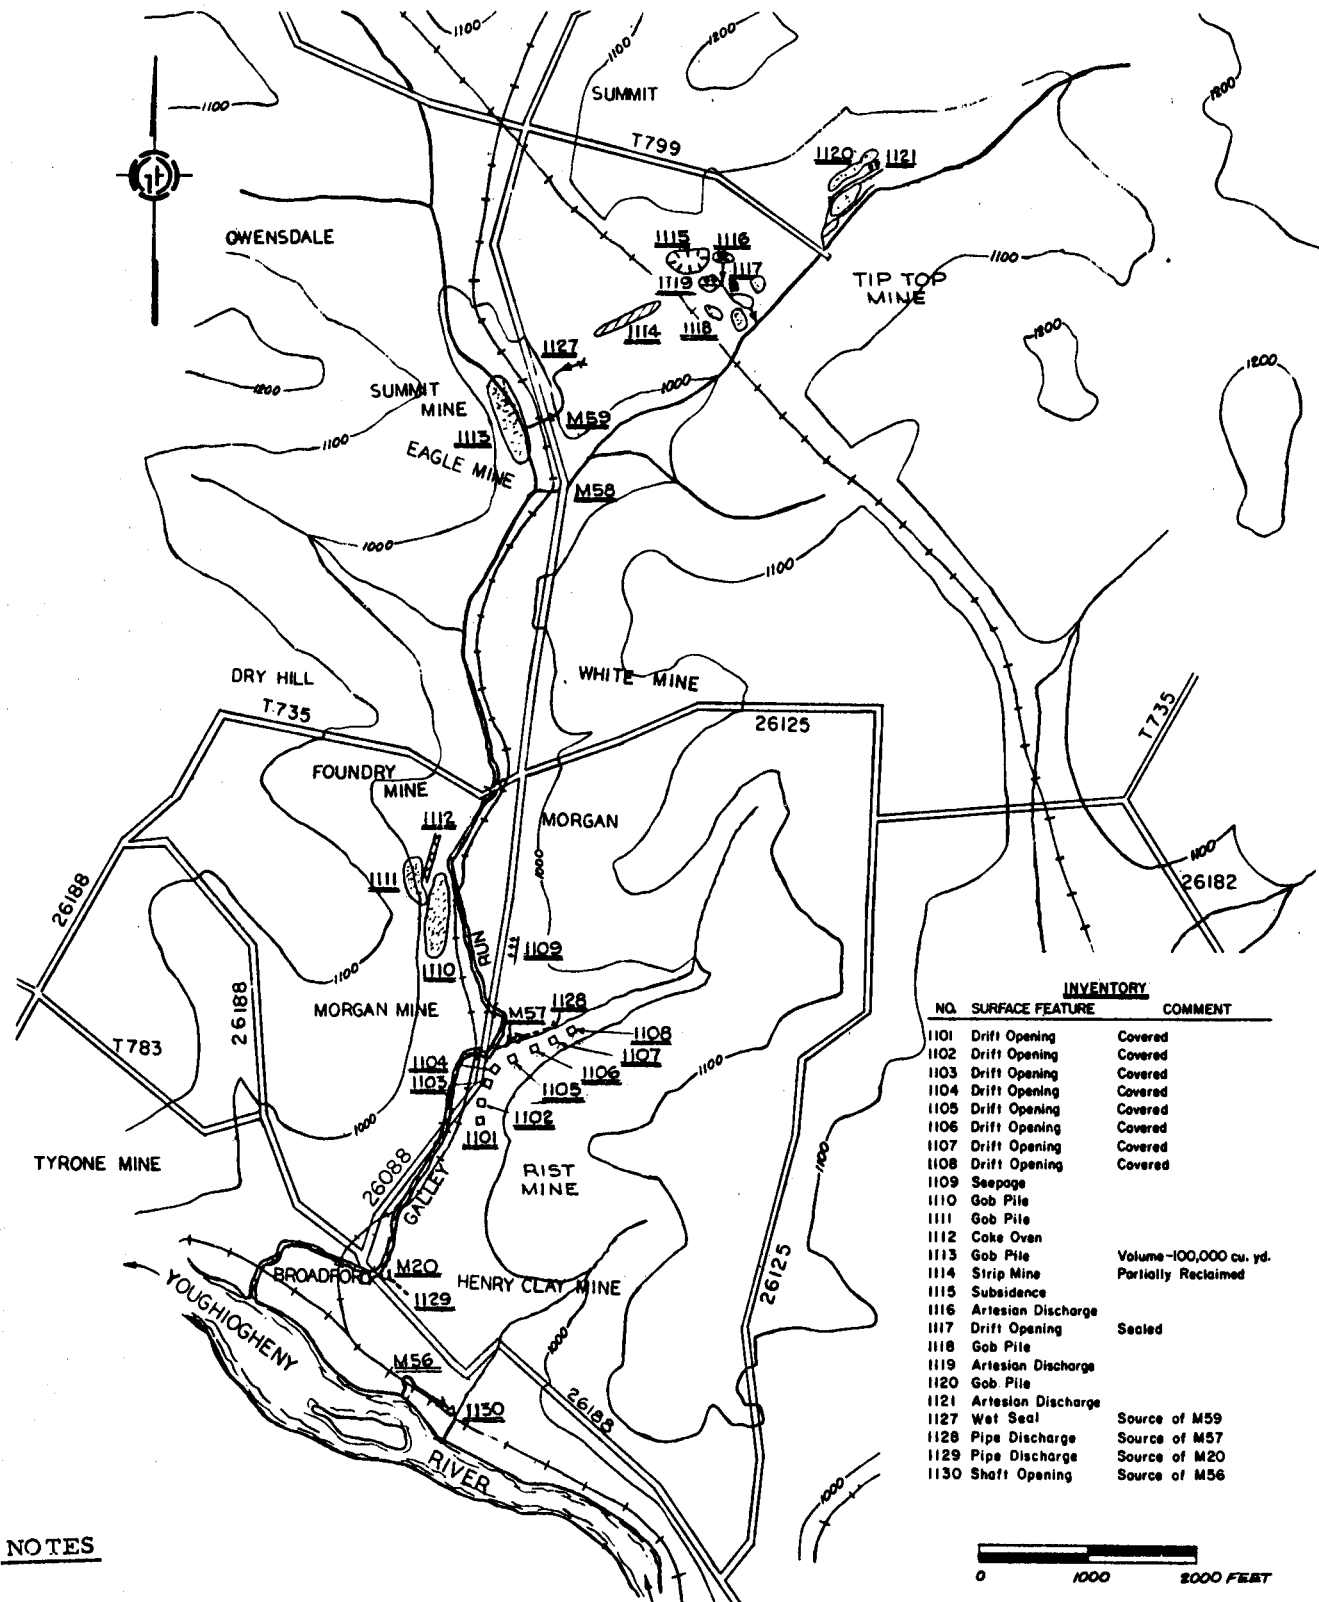 1100
1100
1200
1200
1100
SUMMIT
T799
1120
1121
OWENSDALE
1115
1116
1119
1117
1118
1114
TIP TOP
MINE
1100
1200
1200
1200
1127
1000
SUMMIT
MINE
M59
1113
1100
EAGLE MINE
M58
1000
1100
DRY HILL
T.735
WHITE MINE
26125
T735
FOUNDRY
MINE
1112
MORGAN
1000
1111
26188
1100
26182
RUN
1109
1110
1100
MORGAN MINE
26188
T783
M57
1128
1108
1107
1104
1106
1103
1105
1102
1101
1100
1000
TYRONE MINE
26088
GALLEY
RIST
MINE
1100
BROADFORD
M20
1129
HENRY CLAY MINE
26125
YOUGHIOGHENY
RIVER
M56
1130
1000
26188
1000
INVENTORY
NO. SURFACE FEATURE COMMENT
1101 Drift Opening Covered
1102 Drift Opening Covered
1103 Drift Opening Covered
1104 Drift Opening Covered
1105 Drift Opening Covered
1106 Drift Opening Covered
1107 Drift Opening Covered
1108 Drift Opening Covered
1109 Seepage
1110 Gob Pile
1111 Gob Pile
1112 Coke Oven
1113 Gob Pile Volume-100,000 cu. yd.
1114 Strip Mine Partially Reclaimed
1115 Subsidence
1116 Artesian Discharge
1117 Drift Opening Sealed
1118 Gob Pile
1119 Artesian Discharge
1120 Gob Pile
1121 Artesian Discharge
1127 Wet Seal Source of M59
1128 Pipe Discharge Source of M57
1129 Pipe Discharge Source of M20
1130 Shaft Opening Source of M56
NOTES
0 1000 2000 FEET